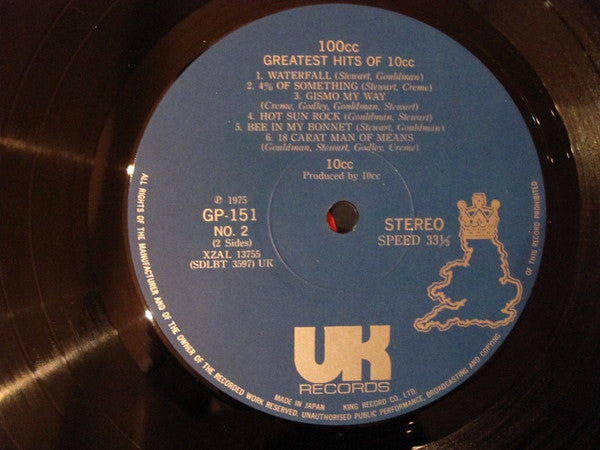 100cc
GREATEST HITS OF 10cc
1. WATERFALL (Stewart, Gouldman)
2. 4% OF SOMETHING (Stewart, Creme)
3. GISMO MY WAY
(Creme, Godley, Gouldman, Stewart)
4. HOT SUN ROCK (Gouldman, Stewart)
5. BEE IN MY BONNET (Stewart, Gouldman)
6. 18 CARAT MAN OF MEANS
(Gouldman, Stewart, Godley, Creme)
10cc
Produced by 10cc
Ⓟ 1975
GP-151
NO. 2
(2 Sides)
XZAL 13755
(SDLBT 3597) UK
STEREO
SPEED 33⅓
UK
RECORDS
MADE IN JAPAN KING RECORD CO., LTD.
ALL RIGHTS OF THE MANUFACTURER AND OF THE OWNER OF THE RECORDED WORK RESERVED. UNAUTHORISED PUBLIC PERFORMANCE, BROADCASTING AND COPYING OF THIS RECORD PROHIBITED